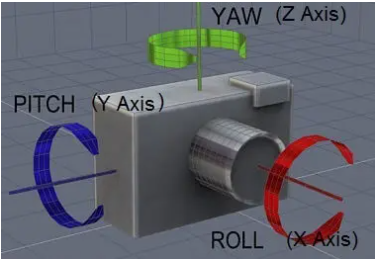 YAW (Z Axis)
PITCH (Y Axis)
ROLL (X Axis)